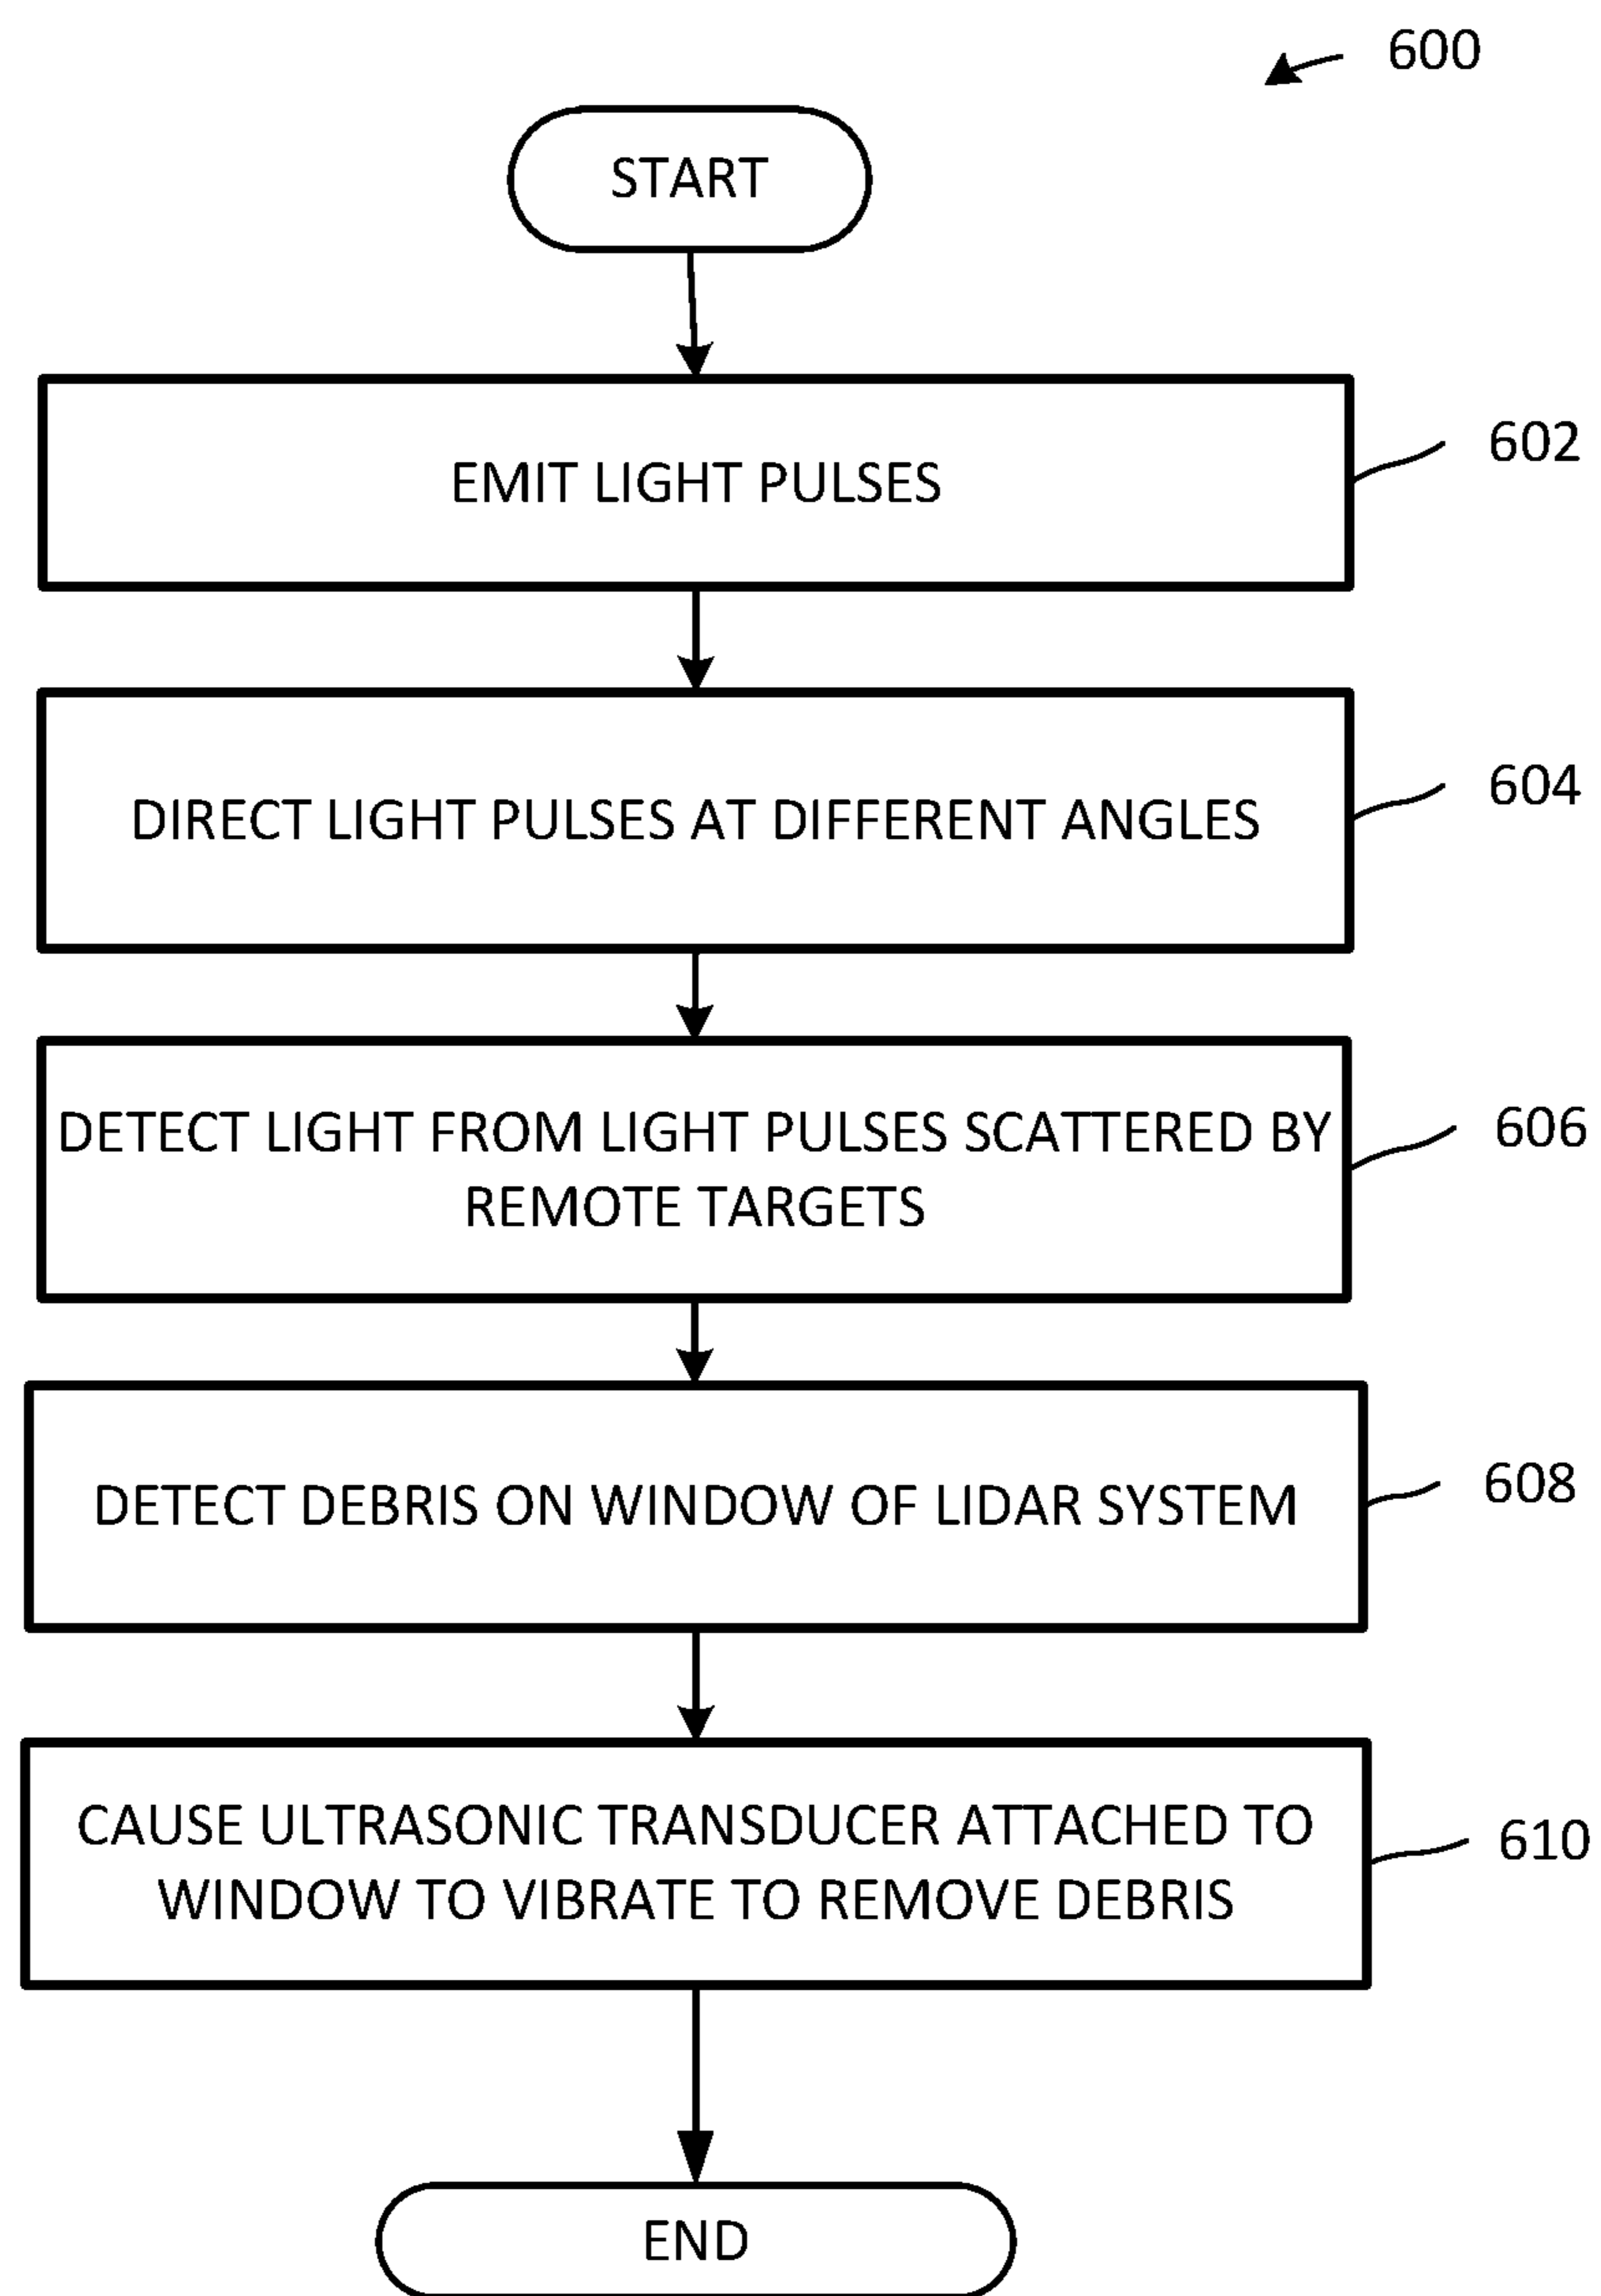 600
START
EMIT LIGHT PULSES
602
DIRECT LIGHT PULSES AT DIFFERENT ANGLES
604
DETECT LIGHT FROM LIGHT PULSES SCATTERED BY
REMOTE TARGETS
606
DETECT DEBRIS ON WINDOW OF LIDAR SYSTEM
608
CAUSE ULTRASONIC TRANSDUCER ATTACHED TO
WINDOW TO VIBRATE TO REMOVE DEBRIS
610
END